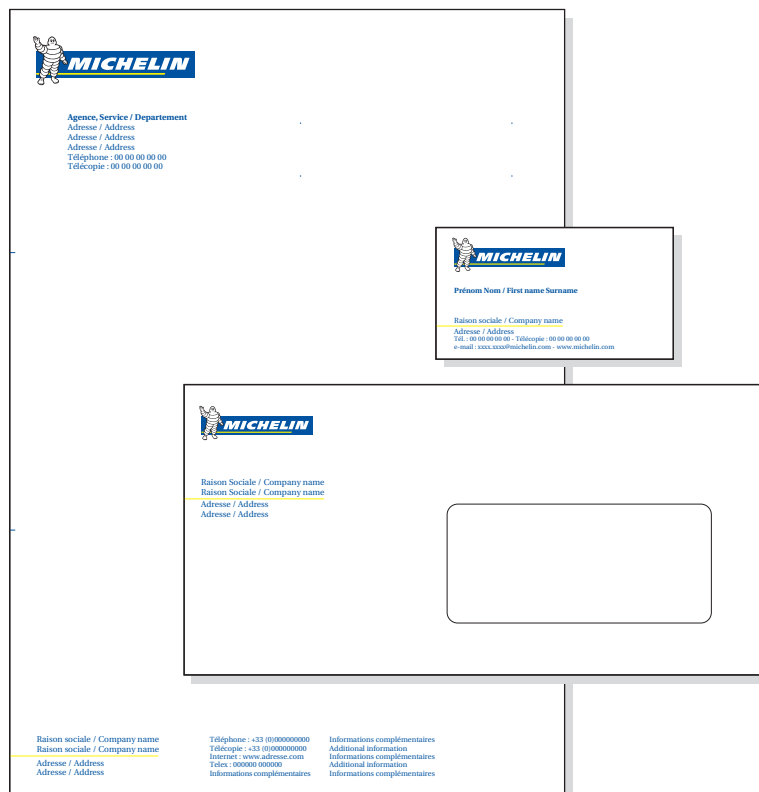 MICHELIN
Agence, Service / Departement
Adresse / Address
Adresse / Address
Adresse / Address
Téléphone : 00 00 00 00 00
Télécopie : 00 00 00 00 00
MICHELIN
Prénom Nom / First name Surname
Raison sociale / Company name
Adresse / Address
Tél. : 00 00 00 00 00 - Télécopie : 00 00 00 00 00
e-mail : xxxx.xxxx@michelin.com - www.michelin.com
MICHELIN
Raison Sociale / Company name
Raison Sociale / Company name
Adresse / Address
Adresse / Address
Raison sociale / Company name
Raison sociale / Company name
Adresse / Address
Adresse / Address
Téléphone : +33 (0)000000000
Télécopie : +33 (0)000000000
Internet : www.adresse.com
Telex : 000000 000000
Informations complémentaires
Informations complémentaires
Additional information
Informations complémentaires
Additional information
Informations complémentaires